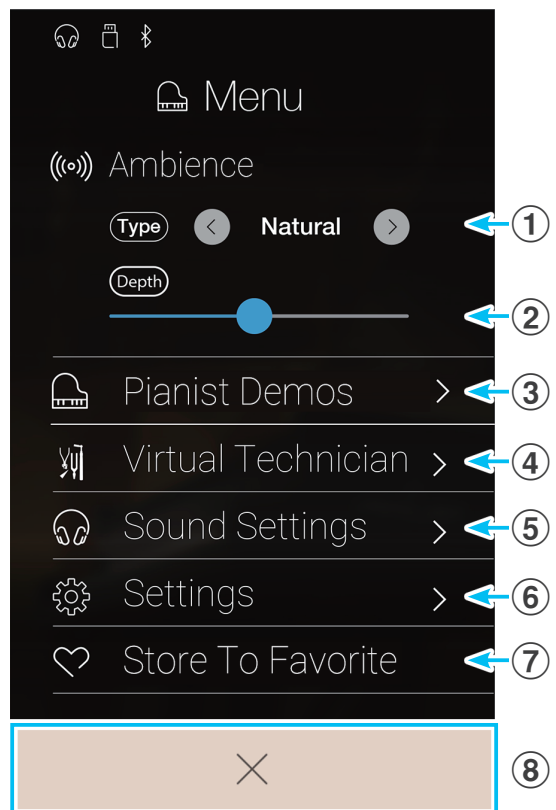 Menu
Ambience
Type Natural ①
Depth
②
Pianist Demos ③
Virtual Technician ④
Sound Settings ⑤
Settings ⑥
Store To Favorite ⑦
⑧